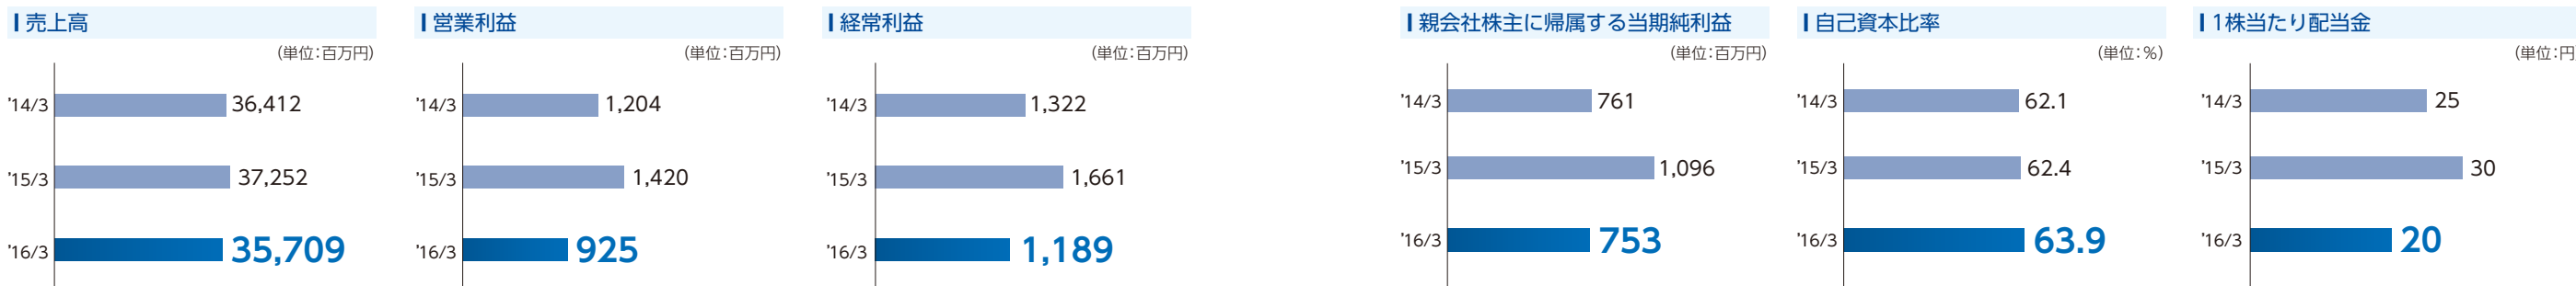 売上高
(単位:百万円)
'14/3 36,412
'15/3 37,252
'16/3 35,709
営業利益
(単位:百万円)
'14/3 1,204
'15/3 1,420
'16/3 925
経常利益
(単位:百万円)
'14/3 1,322
'15/3 1,661
'16/3 1,189
親会社株主に帰属する当期純利益
(単位:百万円)
'14/3 761
'15/3 1,096
'16/3 753
自己資本比率
(単位:%)
'14/3 62.1
'15/3 62.4
'16/3 63.9
1株当たり配当金
(単位:円
'14/3 25
'15/3 30
'16/3 20